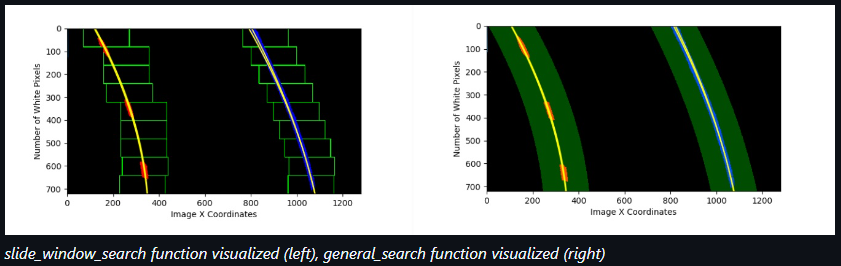 0
100
200
300
400
500
600
700
Number of White Pixels
0 200 400 600 800 1000 1200
Image X Coordinates
0
100
200
300
400
500
600
700
Number of White Pixels
0 200 400 600 800 1000 1200
Image X Coordinates
slide_window_search function visualized (left), general_search function visualized (right)